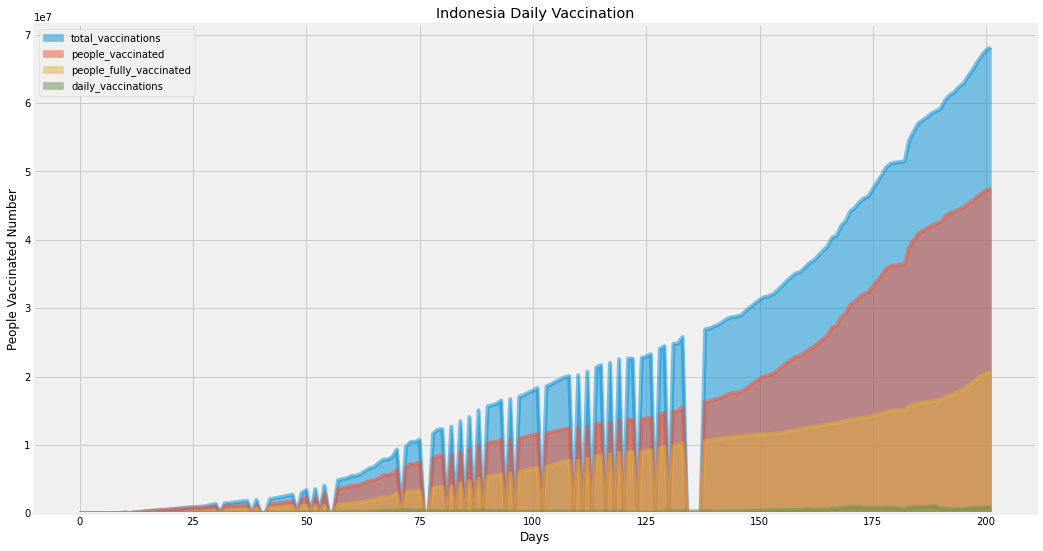 Indonesia Daily Vaccination
1e7
total_vaccinations
people_vaccinated
people_fully_vaccinated
daily_vaccinations
People Vaccinated Number
7
6
5
4
3
2
1
0
0 25 50 75 100 125 150 175 200
Days